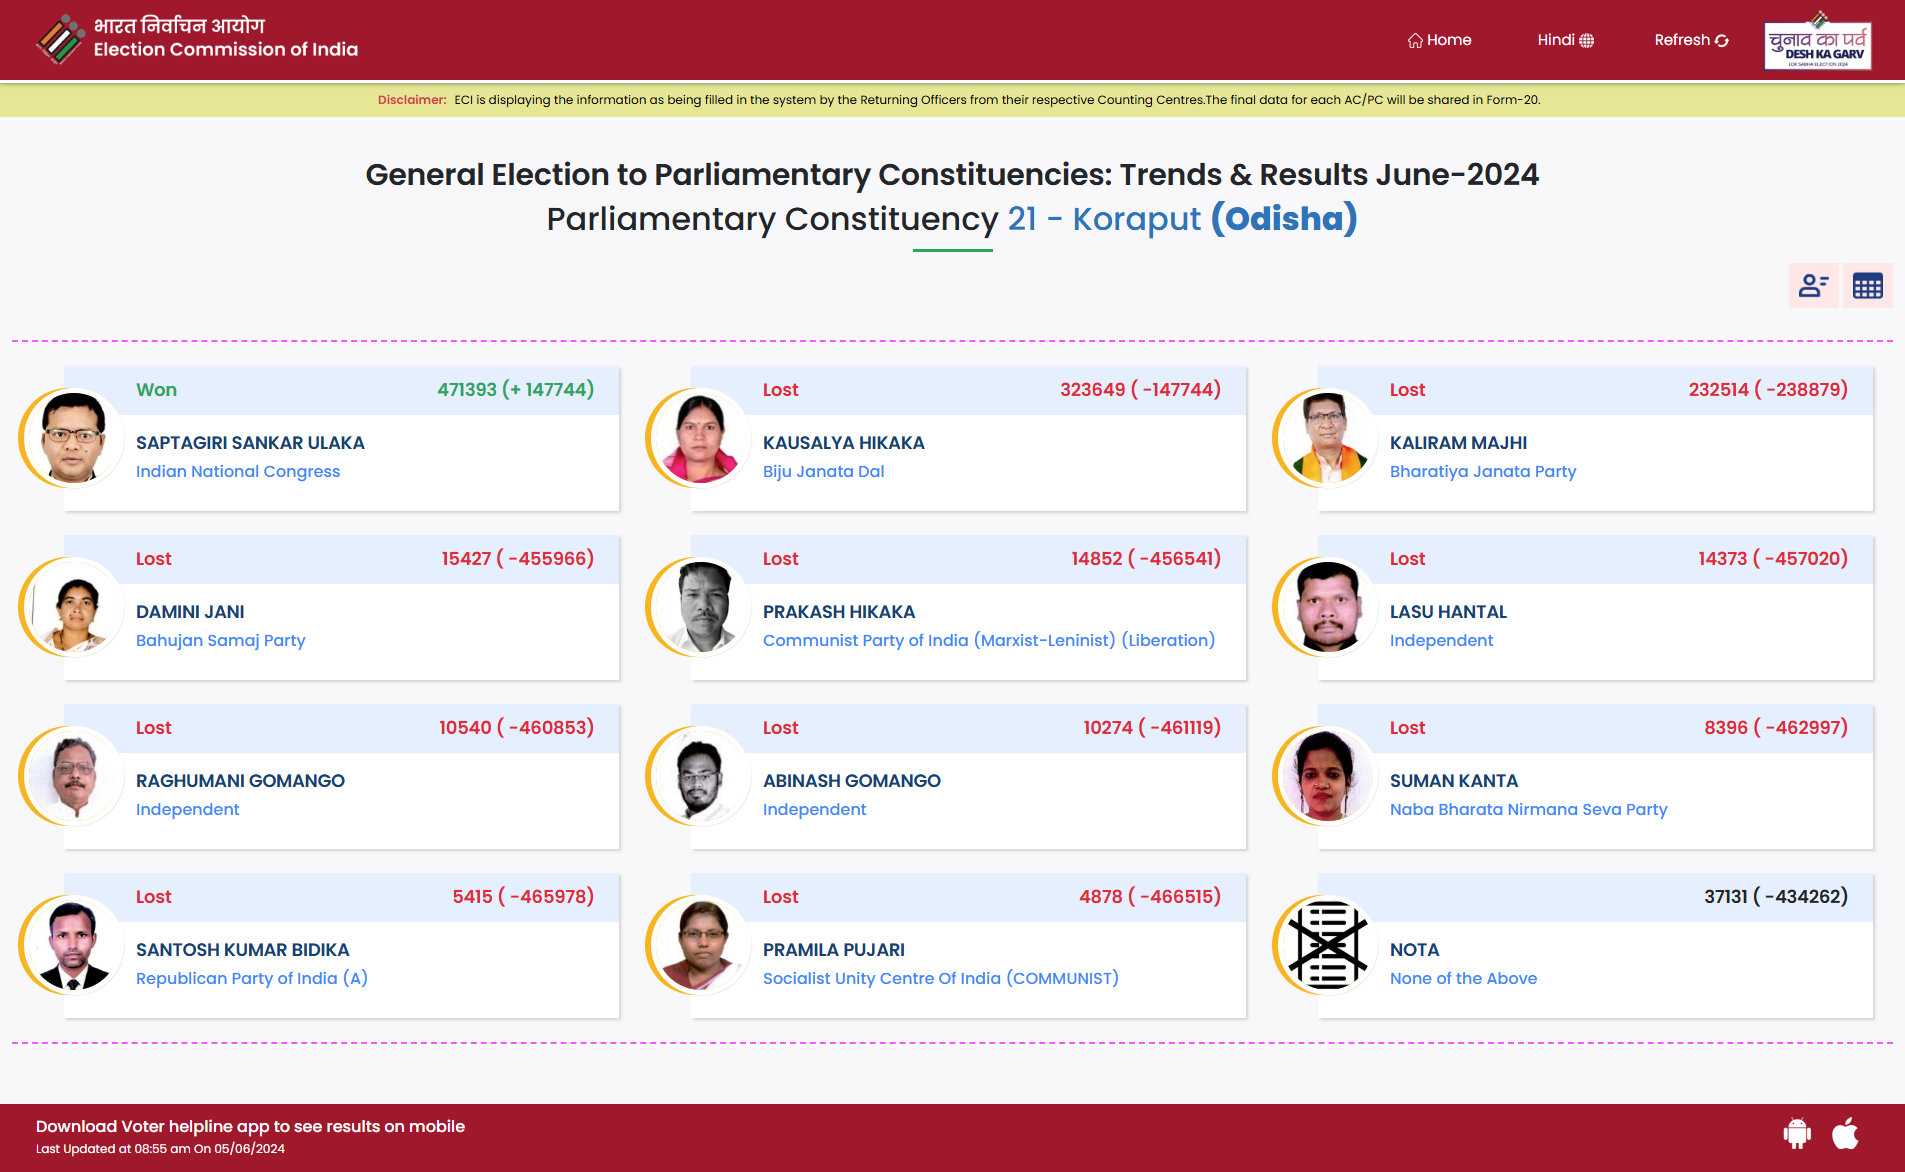 भारत निर्वाचन आयोग
Election Commission of India
Home
Hindi
Refresh
चुनाव का पर्व
DESH KA GARV
LOK SABHA ELECTION 2024
Disclaimer: ECI is displaying the information as being filled in the system by the Returning Officers from their respective Counting Centres.The final data for each AC/PC will be shared in Form-20.
General Election to Parliamentary Constituencies: Trends & Results June-2024
Parliamentary Constituency 21 - Koraput (Odisha)
Won 471393 (+ 147744)
SAPTAGIRI SANKAR ULAKA
Indian National Congress
Lost 323649 ( -147744)
KAUSALYA HIKAKA
Biju Janata Dal
Lost 232514 ( -238879)
KALIRAM MAJHI
Bharatiya Janata Party
Lost 15427 ( -455966)
DAMINI JANI
Bahujan Samaj Party
Lost 14852 ( -456541)
PRAKASH HIKAKA
Communist Party of India (Marxist-Leninist) (Liberation)
Lost 14373 ( -457020)
LASU HANTAL
Independent
Lost 10540 ( -460853)
RAGHUMANI GOMANGO
Independent
Lost 10274 ( -461119)
ABINASH GOMANGO
Independent
Lost 8396 ( -462997)
SUMAN KANTA
Naba Bharata Nirmana Seva Party
Lost 5415 ( -465978)
SANTOSH KUMAR BIDIKA
Republican Party of India (A)
Lost 4878 ( -466515)
PRAMILA PUJARI
Socialist Unity Centre Of India (COMMUNIST)
37131 ( -434262)
NOTA
None of the Above
Download Voter helpline app to see results on mobile
Last Updated at 08:55 am On 05/06/2024